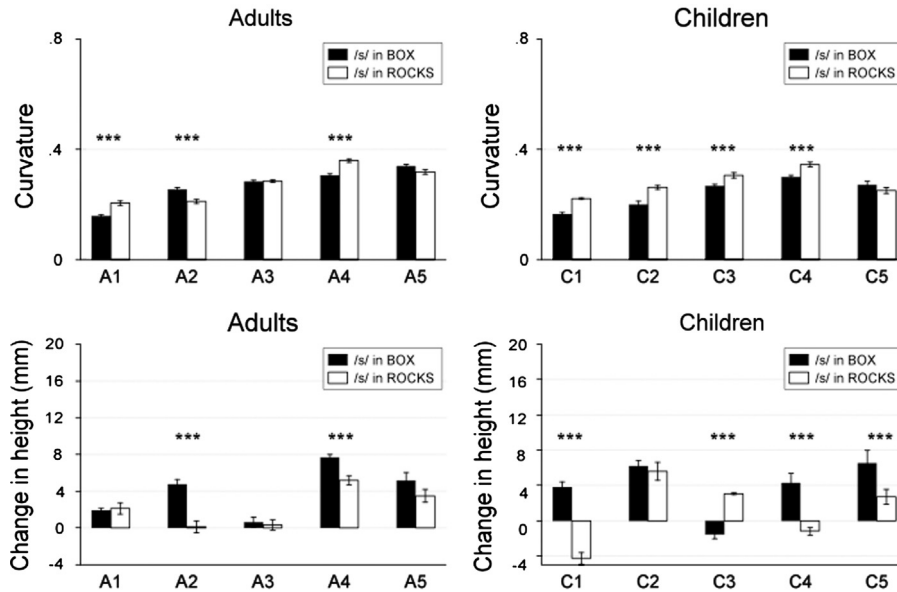 Adults
.8
.4
0
Curvature
/s/ in BOX
/s/ in ROCKS
*** *** ***
A1 A2 A3 A4 A5
Children
.8
.4
0
Curvature
/s/ in BOX
/s/ in ROCKS
*** *** *** ***
C1 C2 C3 C4 C5
Adults
20
16
12
8
4
0
-4
Change in height (mm)
/s/ in BOX
/s/ in ROCKS
*** ***
A1 A2 A3 A4 A5
Children
20
16
12
8
4
0
-4
Change in height (mm)
/s/ in BOX
/s/ in ROCKS
*** *** *** ***
C1 C2 C3 C4 C5